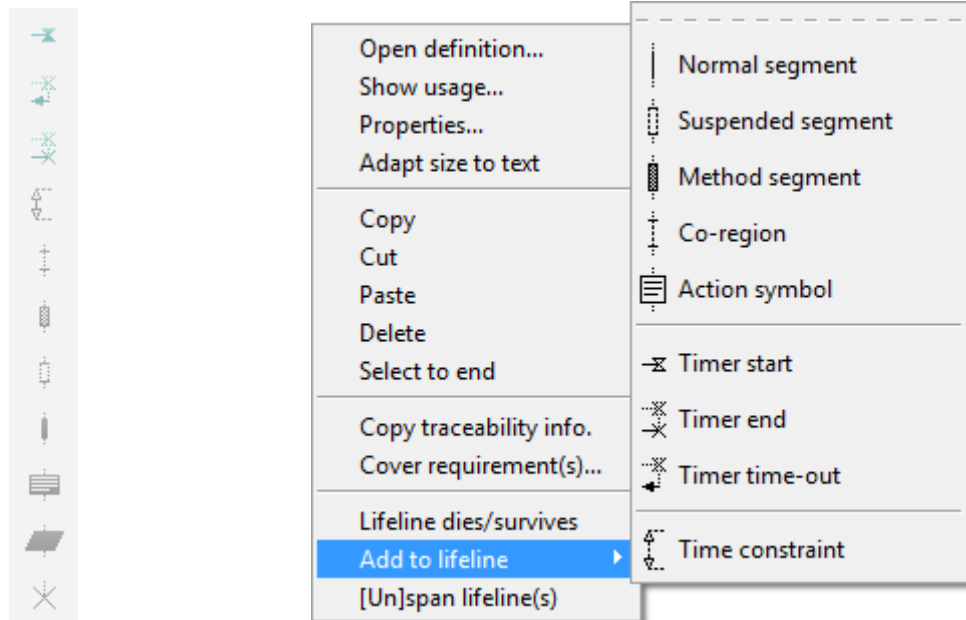 Open definition...
Show usage...
Properties...
Adapt size to text
Copy
Cut
Paste
Delete
Select to end
Copy traceability info.
Cover requirement(s)...
Lifeline dies/survives
Add to lifeline
[Un]span lifeline(s)
Normal segment
Suspended segment
Method segment
Co-region
Action symbol
Timer start
Timer end
Timer time-out
Time constraint